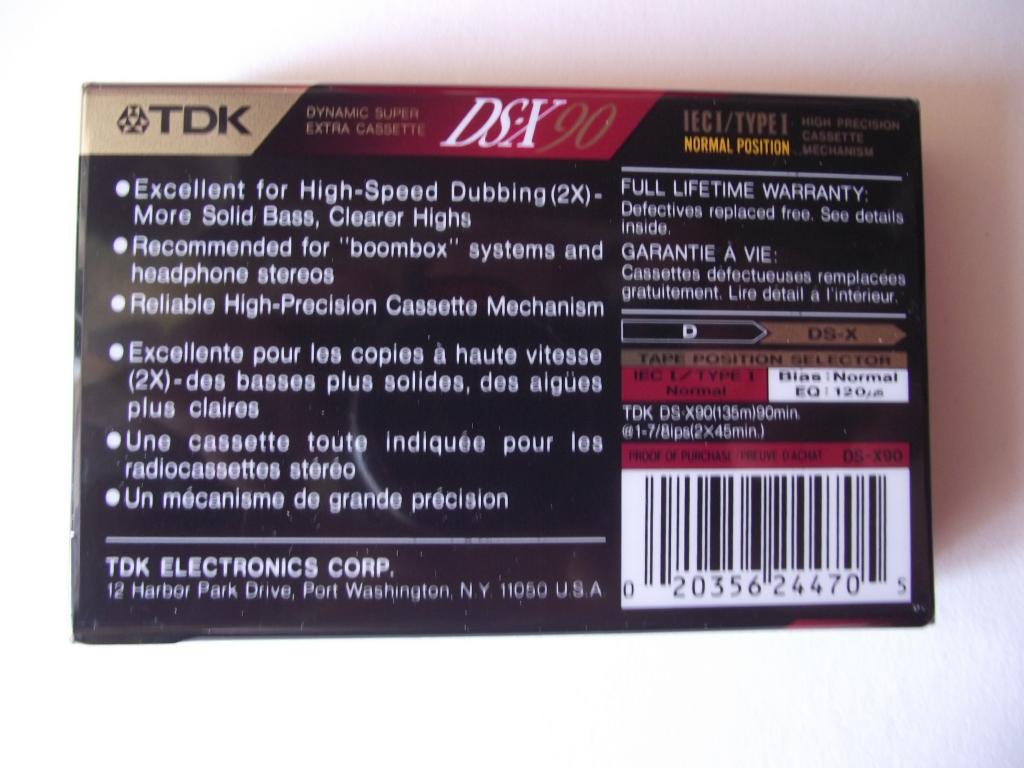 TDK
DYNAMIC SUPER
EXTRA CASSETTE
DS-X90
IEC I/TYPE I
NORMAL POSITION
HIGH PRECISION
CASSETTE
MECHANISM
●Excellent for High-Speed Dubbing(2X)-
More Solid Bass, Clearer Highs
●Recommended for "boombox" systems and
headphone stereos
●Reliable High-Precision Cassette Mechanism
●Excellente pour les copies à haute vitesse
(2X)-des basses plus solides, des aigües
plus claires
●Une cassette toute indiquée pour les
radiocassettes stéréo
●Un mécanisme de grande précision
TDK ELECTRONICS CORP.
12 Harbor Park Drive, Port Washington, N.Y. 11050 U.S.A.
FULL LIFETIME WARRANTY:
Defectives replaced free. See details
inside.
GARANTIE À VIE:
Cassettes défectueuses remplacées
gratuitement. Lire détail à l'intérieur.
D DS-X
TAPE POSITION SELECTOR
IEC I/TYPE I
Normal
Bias:Normal
EQ:120μs
TDK DS-X90(135m)90min.
@1-7/8ips(2×45min.)
PROOF OF PURCHASE/PREUVE D'ACHAT DS-X90
0 20356 24470 5